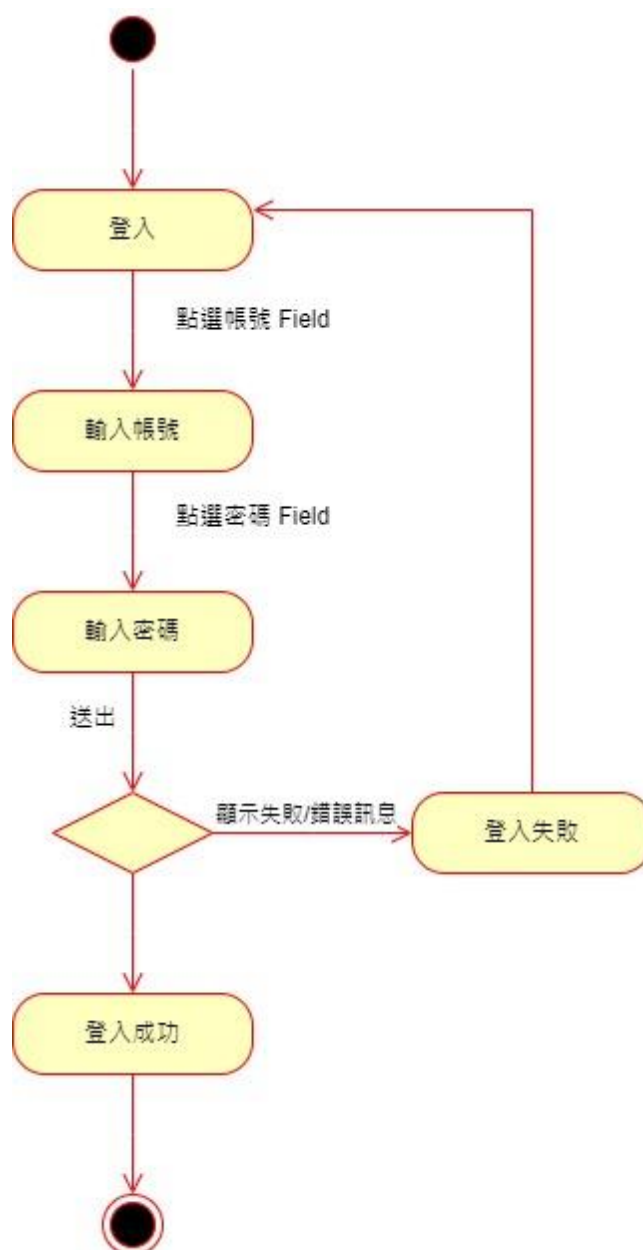 登入
點選帳號 Field
輸入帳號
點選密碼 Field
輸入密碼
送出
顯示失敗/錯誤訊息
登入失敗
登入成功